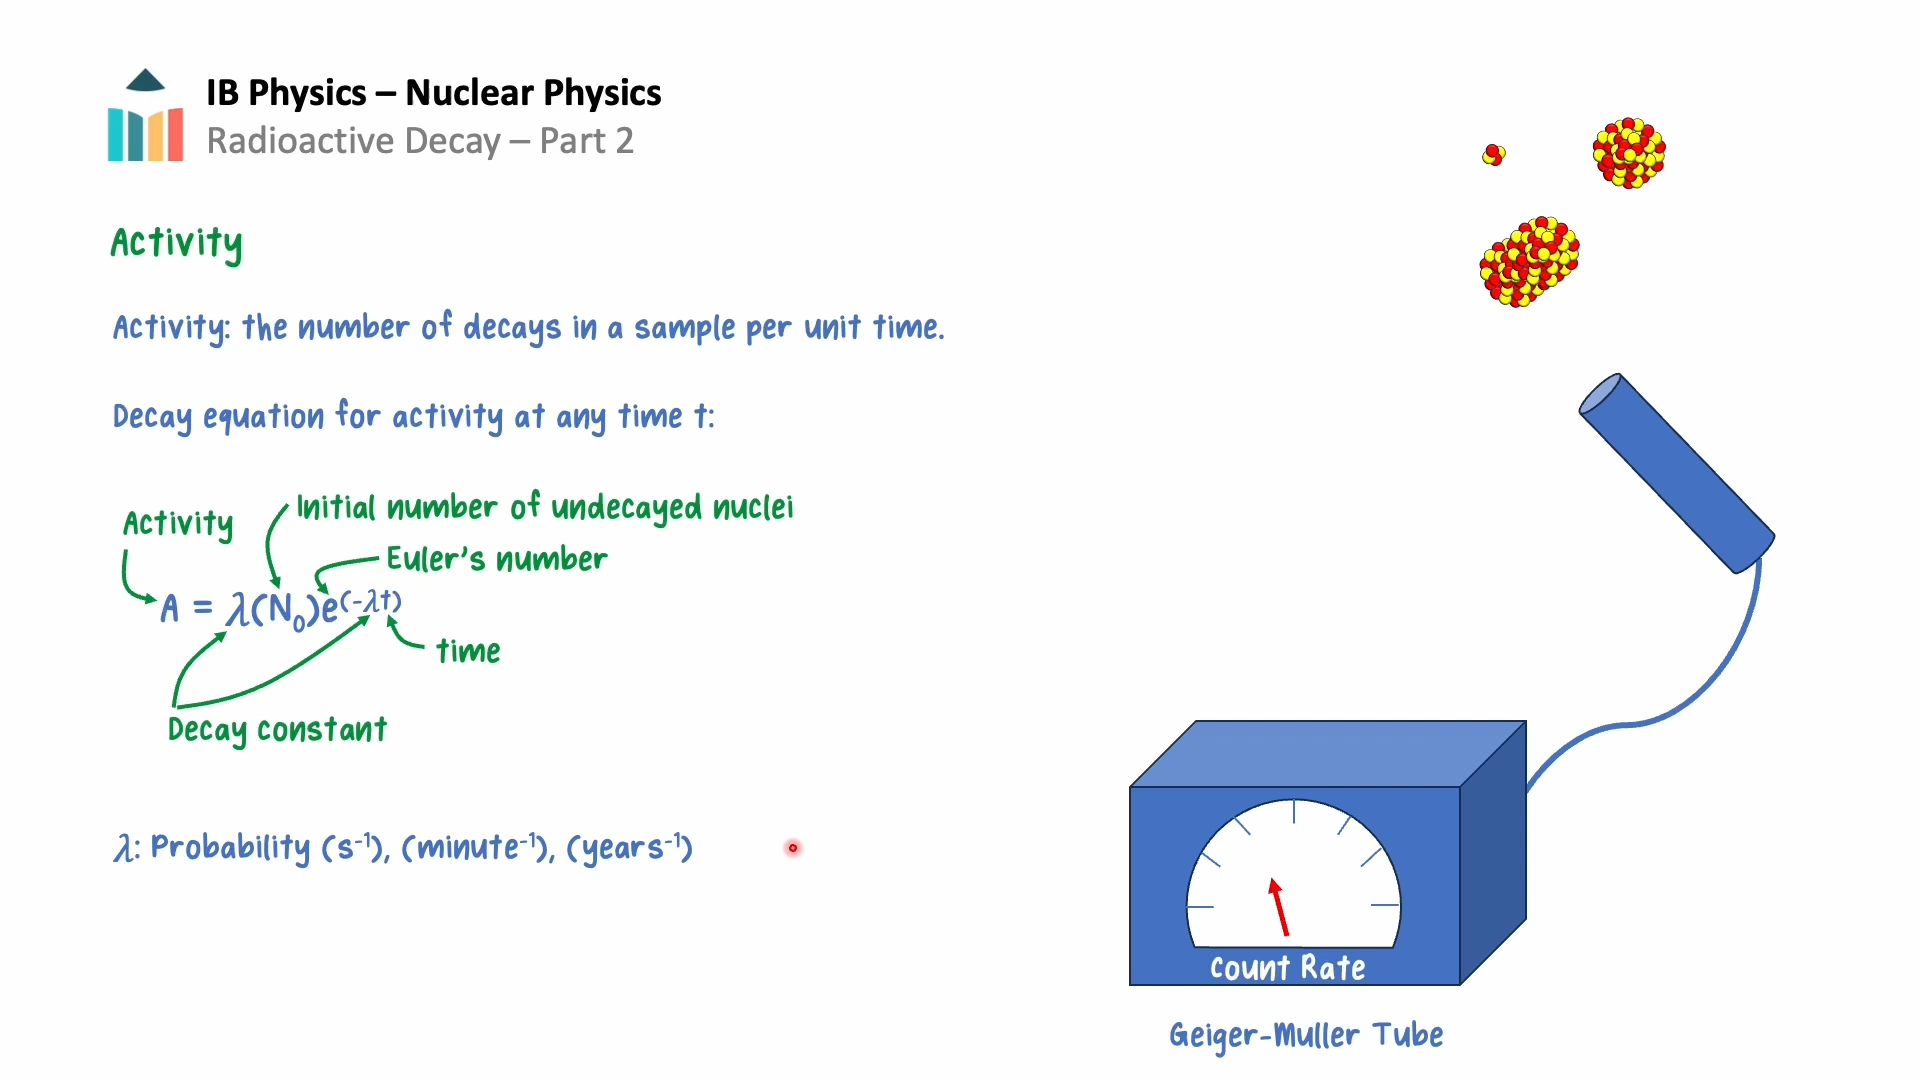 IB Physics – Nuclear Physics
Radioactive Decay – Part 2
Activity
Activity: the number of decays in a sample per unit time.
Decay equation for activity at any time t:
Initial number of undecayed nuclei
Activity
Euler's number
A = λ(N₀)e^(-λt)
time
Decay constant
λ: Probability (s⁻¹), (minute⁻¹), (years⁻¹)
Count Rate
Geiger-Muller Tube